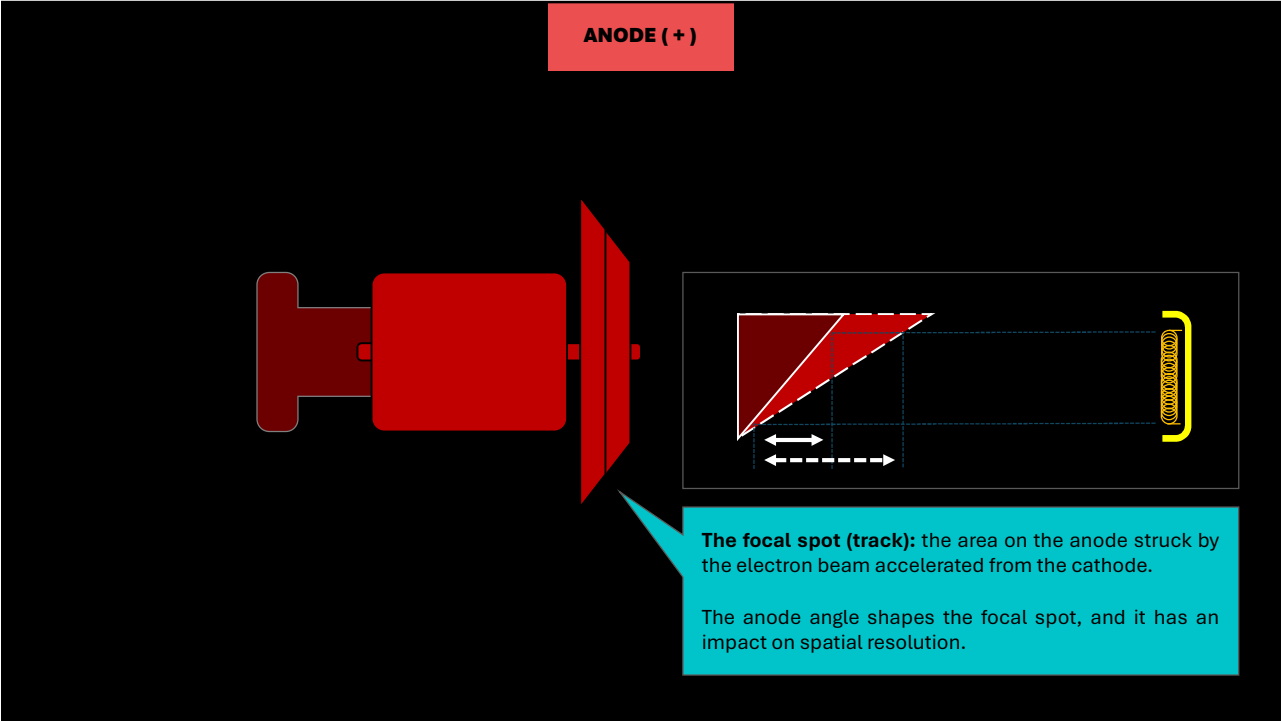 ANODE ( + )
The focal spot (track): the area on the anode struck by
the electron beam accelerated from the cathode.
The anode angle shapes the focal spot, and it has an
impact on spatial resolution.